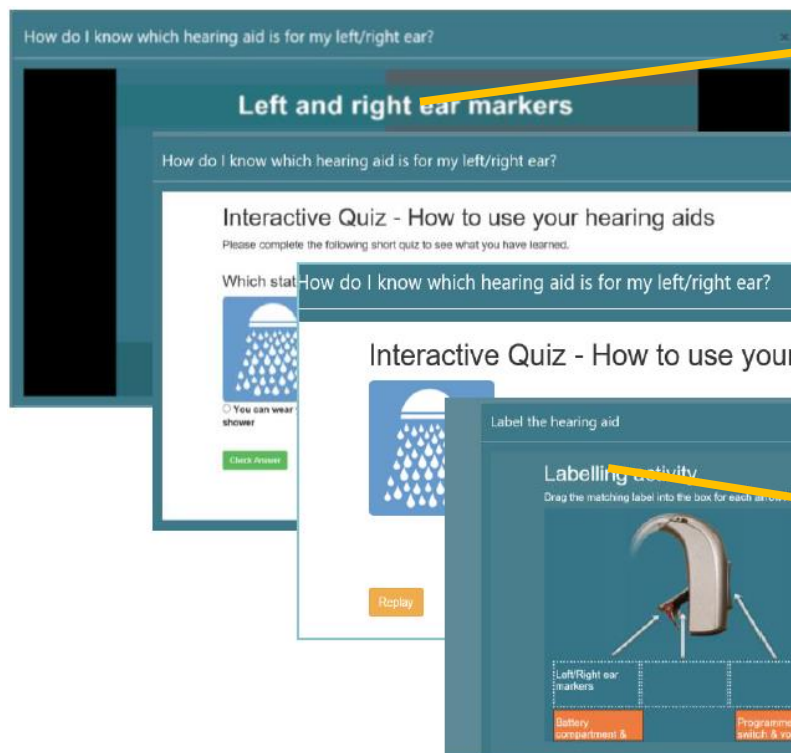 How do I know which hearing aid is for my left/right ear?
Left and right ear markers
How do I know which hearing aid is for my left/right ear?
Interactive Quiz - How to use your hearing aids
Please complete the following short quiz to see what you have learned.
Which stat
You can wear
shower
Check Answer
How do I know which hearing aid is for my left/right ear?
Interactive Quiz - How to use your
Replay
Label the hearing aid
Labelling activity
Drag the matching label into the box for each arrow
Left/Right ear
markers
Battery
compartment &
Programme
switch & vo